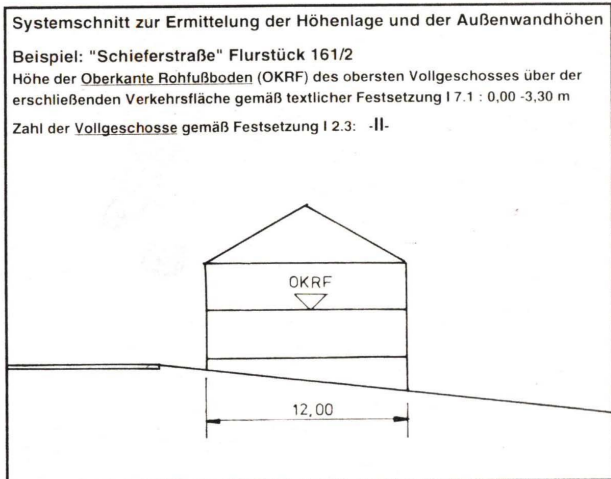 Systemschnitt zur Ermittelung der Höhenlage und der Außenwandhöhen
Beispiel: "Schieferstraße" Flurstück 161/2
Höhe der Oberkante Rohfußboden (OKRF) des obersten Vollgeschosses über der
erschließenden Verkehrsfläche gemäß textlicher Festsetzung I 7.1 : 0,00 -3,30 m
Zahl der Vollgeschosse gemäß Festsetzung I 2.3: -II-
OKRF
12,00